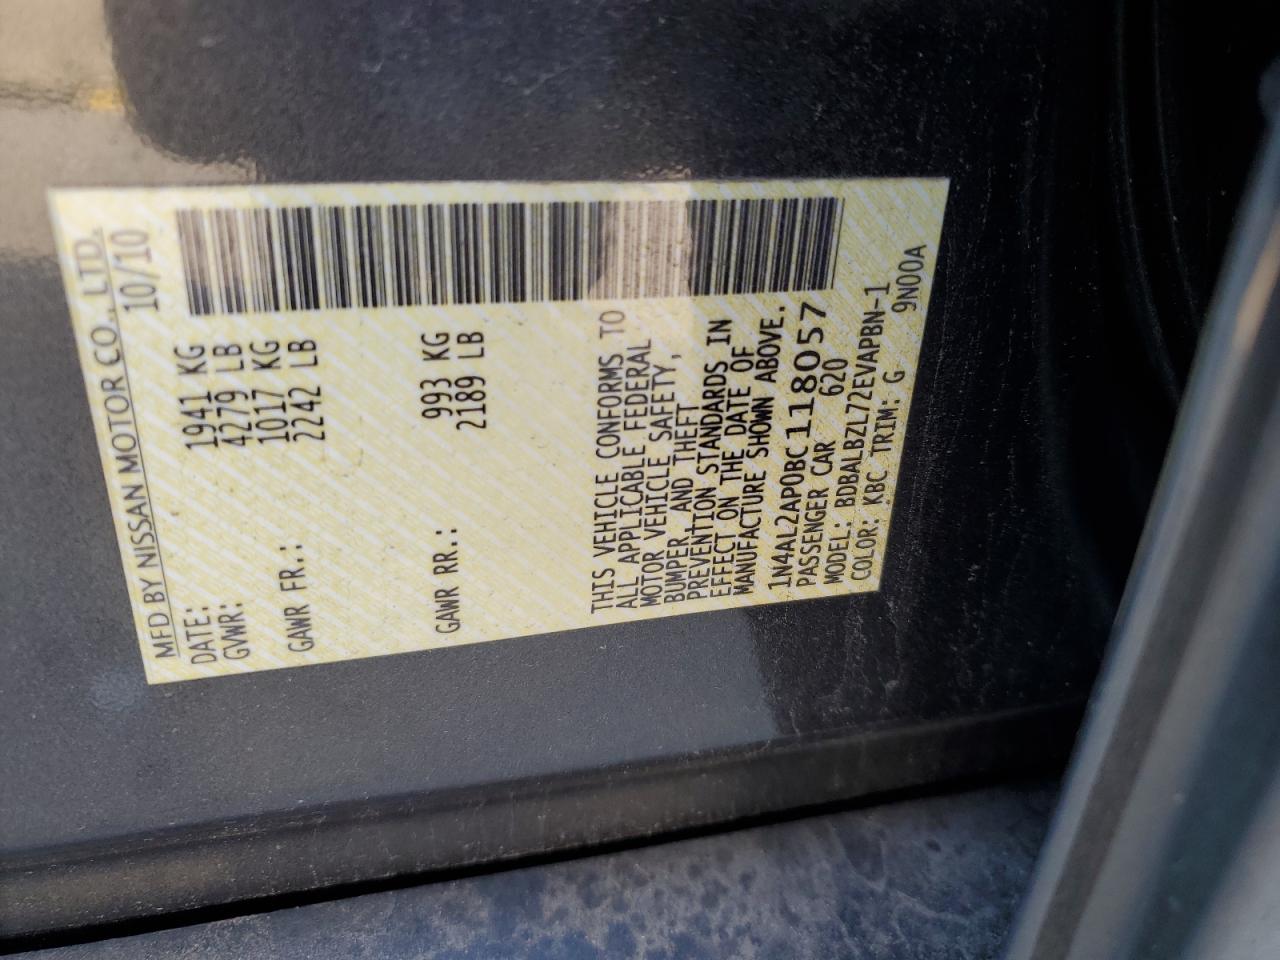 MFD BY NISSAN MOTOR CO., LTD.
DATE: 10/10
GVWR: 1941 KG
4279 LB
GAWR FR.: 1017 KG
2242 LB
GAWR RR.: 993 KG
2189 LB
THIS VEHICLE CONFORMS TO
ALL APPLICABLE FEDERAL
MOTOR VEHICLE SAFETY,
BUMPER, AND THEFT
PREVENTION STANDARDS IN
EFFECT ON THE DATE OF
MANUFACTURE SHOWN ABOVE.
1N4AL2AP0BC118057
PASSENGER CAR 620
MODEL: BDBALBZL72EVAPBN-1
COLOR: KBC TRIM: G 9N00A